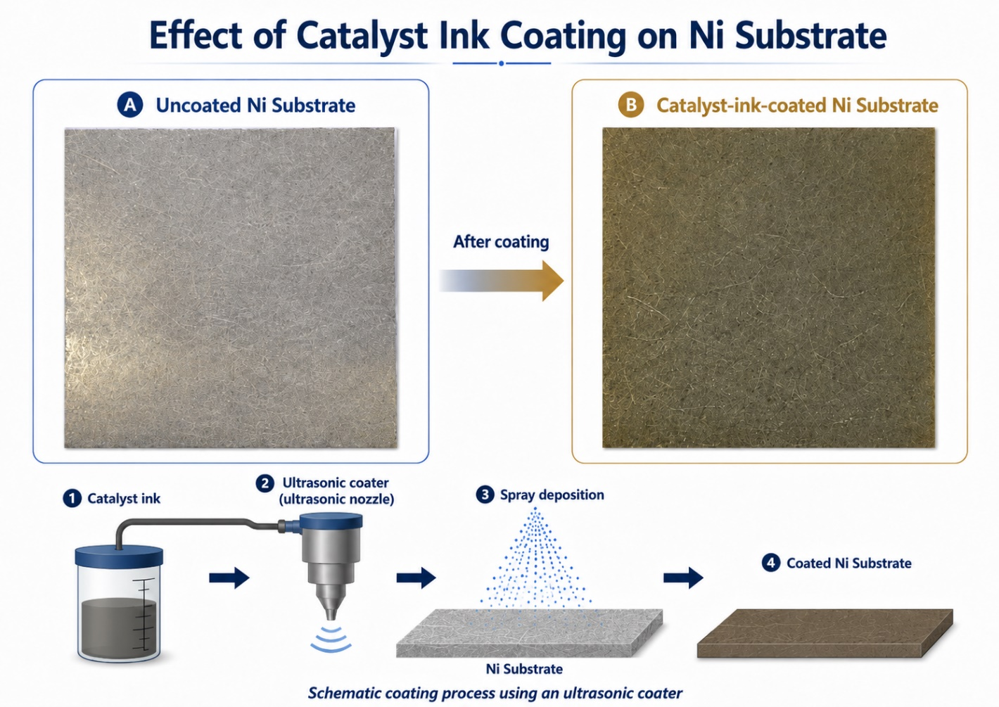 Effect of Catalyst Ink Coating on Ni Substrate
A Uncoated Ni Substrate
B Catalyst-ink-coated Ni Substrate
After coating
1 Catalyst ink
2 Ultrasonic coater
(ultrasonic nozzle)
3 Spray deposition
4 Coated Ni Substrate
Ni Substrate
Schematic coating process using an ultrasonic coater